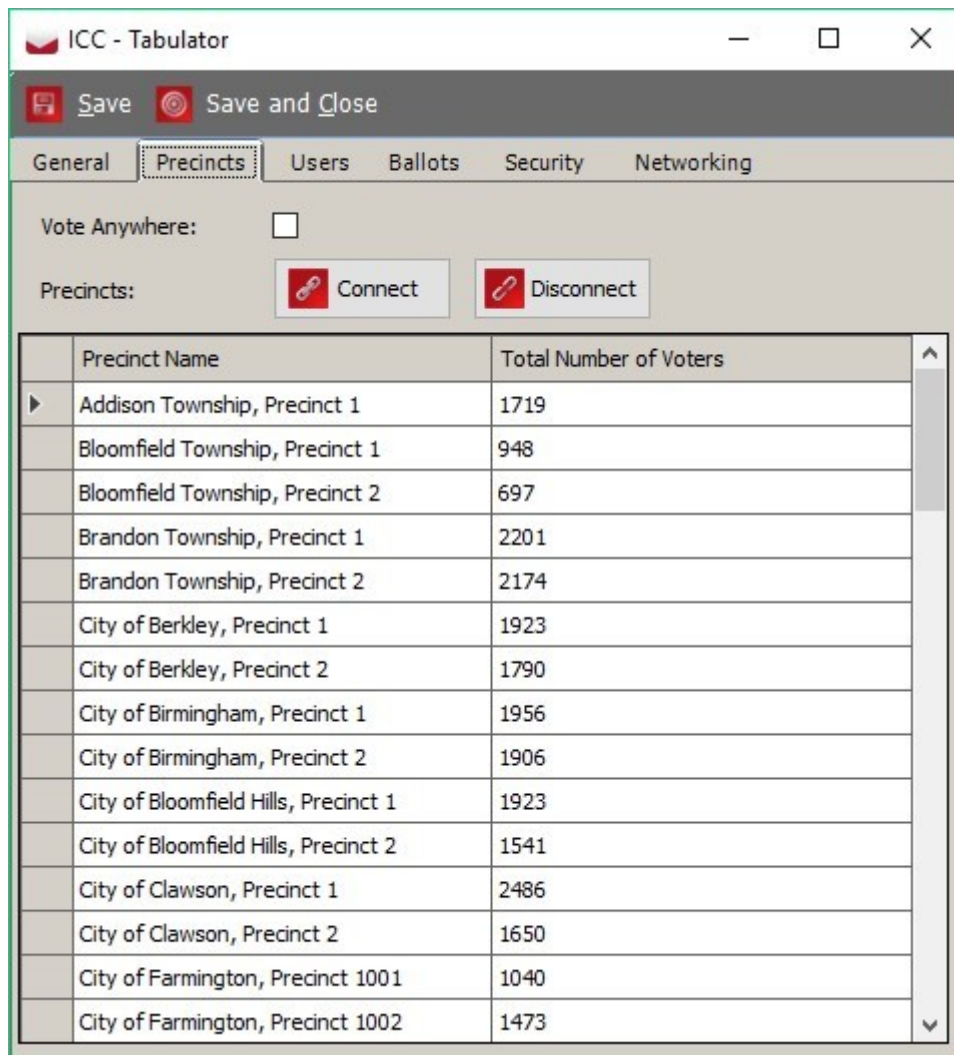 ICC - Tabulator
Save Save and Close
General Precincts Users Ballots Security Networking
Vote Anywhere:
Precincts: Connect Disconnect
Precinct Name Total Number of Voters
Addison Township, Precinct 1 1719
Bloomfield Township, Precinct 1 948
Bloomfield Township, Precinct 2 697
Brandon Township, Precinct 1 2201
Brandon Township, Precinct 2 2174
City of Berkley, Precinct 1 1923
City of Berkley, Precinct 2 1790
City of Birmingham, Precinct 1 1956
City of Birmingham, Precinct 2 1906
City of Bloomfield Hills, Precinct 1 1923
City of Bloomfield Hills, Precinct 2 1541
City of Clawson, Precinct 1 2486
City of Clawson, Precinct 2 1650
City of Farmington, Precinct 1001 1040
City of Farmington, Precinct 1002 1473